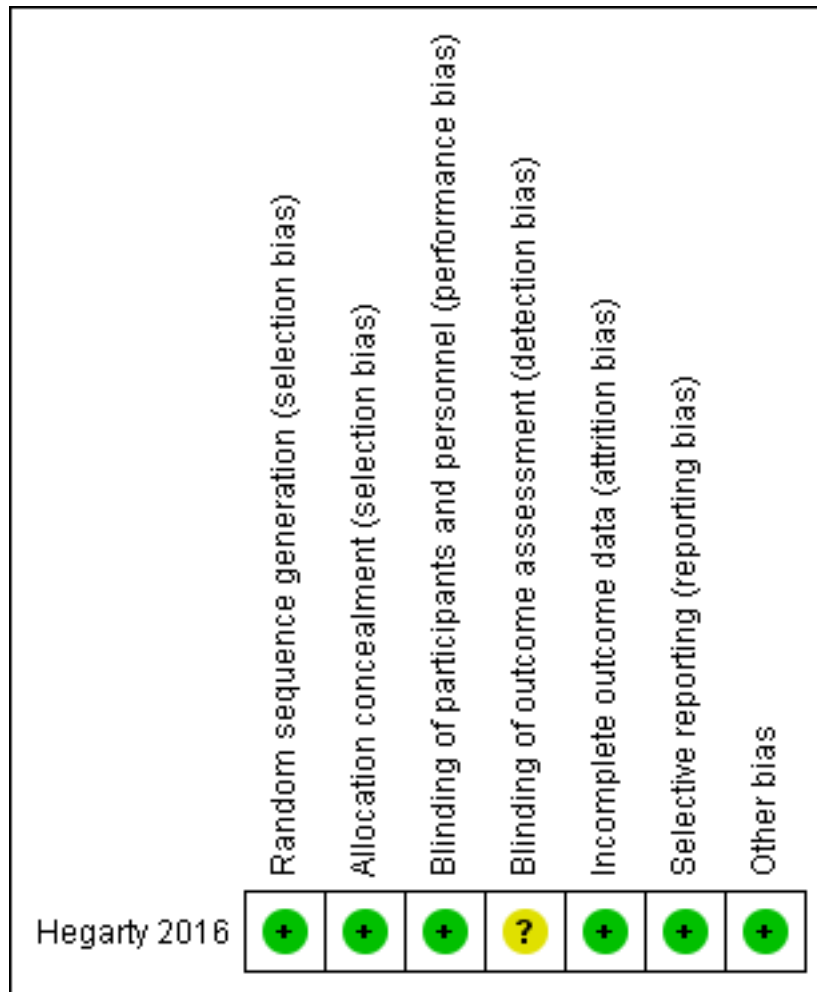 Random sequence generation (selection bias)
Allocation concealment (selection bias)
Blinding of participants and personnel (performance bias)
Blinding of outcome assessment (detection bias)
Incomplete outcome data (attrition bias)
Selective reporting (reporting bias)
Other bias
Hegarty 2016 + + + ? + + +